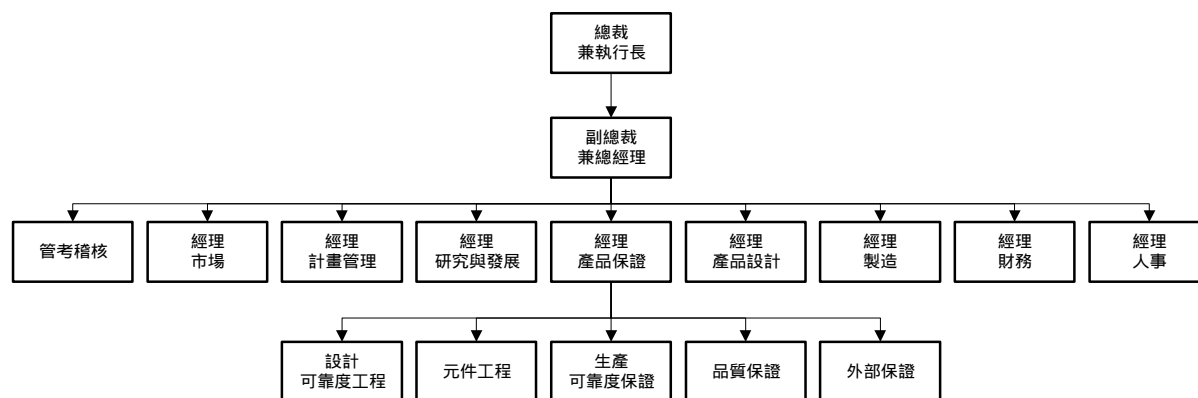 總裁
兼執行長
副總裁
兼總經理
管考稽核
經理
市場
經理
計畫管理
經理
研究與發展
經理
產品保證
經理
產品設計
經理
製造
經理
財務
經理
人事
設計
可靠度工程
元件工程
生產
可靠度保證
品質保證
外部保證